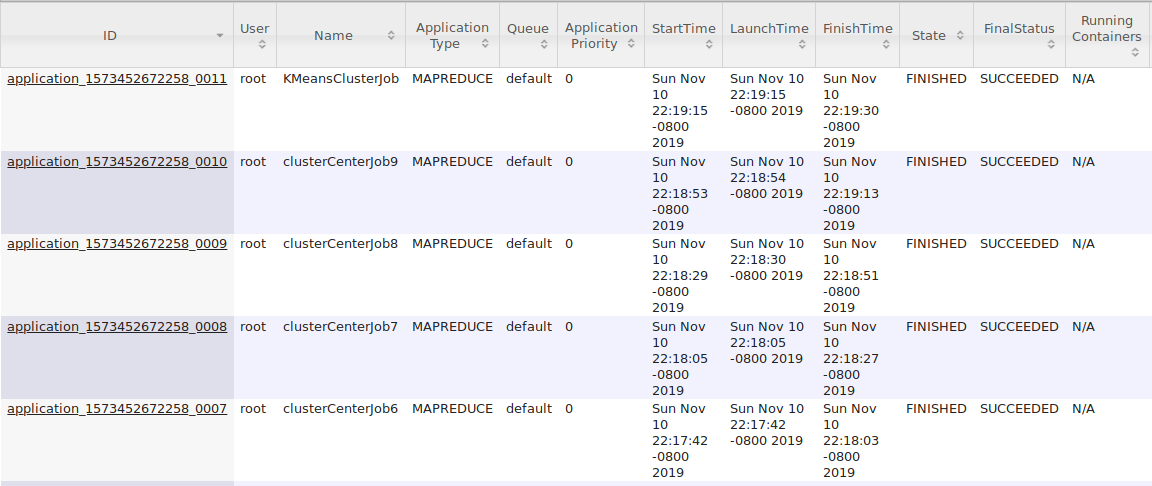 ID User Name Application Type Queue Application Priority StartTime LaunchTime FinishTime State FinalStatus Running Containers
application_1573452672258_0011 root KMeansClusterJob MAPREDUCE default 0 Sun Nov 10 22:19:15 -0800 2019 Sun Nov 10 22:19:15 -0800 2019 Sun Nov 10 22:19:30 -0800 2019 FINISHED SUCCEEDED N/A
application_1573452672258_0010 root clusterCenterJob9 MAPREDUCE default 0 Sun Nov 10 22:18:53 -0800 2019 Sun Nov 10 22:18:54 -0800 2019 Sun Nov 10 22:19:13 -0800 2019 FINISHED SUCCEEDED N/A
application_1573452672258_0009 root clusterCenterJob8 MAPREDUCE default 0 Sun Nov 10 22:18:29 -0800 2019 Sun Nov 10 22:18:30 -0800 2019 Sun Nov 10 22:18:51 -0800 2019 FINISHED SUCCEEDED N/A
application_1573452672258_0008 root clusterCenterJob7 MAPREDUCE default 0 Sun Nov 10 22:18:05 -0800 2019 Sun Nov 10 22:18:05 -0800 2019 Sun Nov 10 22:18:27 -0800 2019 FINISHED SUCCEEDED N/A
application_1573452672258_0007 root clusterCenterJob6 MAPREDUCE default 0 Sun Nov 10 22:17:42 -0800 2019 Sun Nov 10 22:17:42 -0800 2019 Sun Nov 10 22:18:03 -0800 2019 FINISHED SUCCEEDED N/A